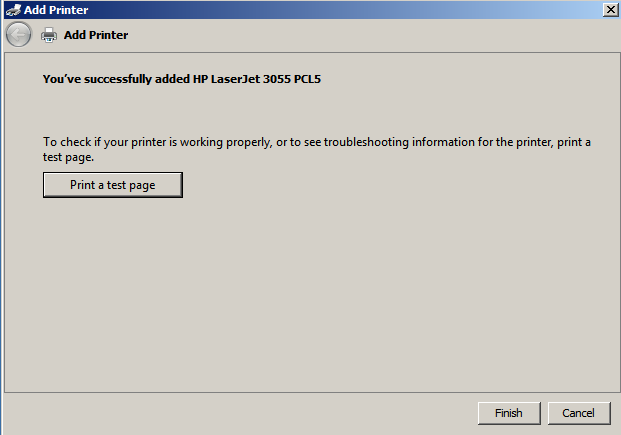 Add Printer
Add Printer
You've successfully added HP LaserJet 3055 PCL5
To check if your printer is working properly, or to see troubleshooting information for the printer, print a
test page.
Print a test page
Finish
Cancel